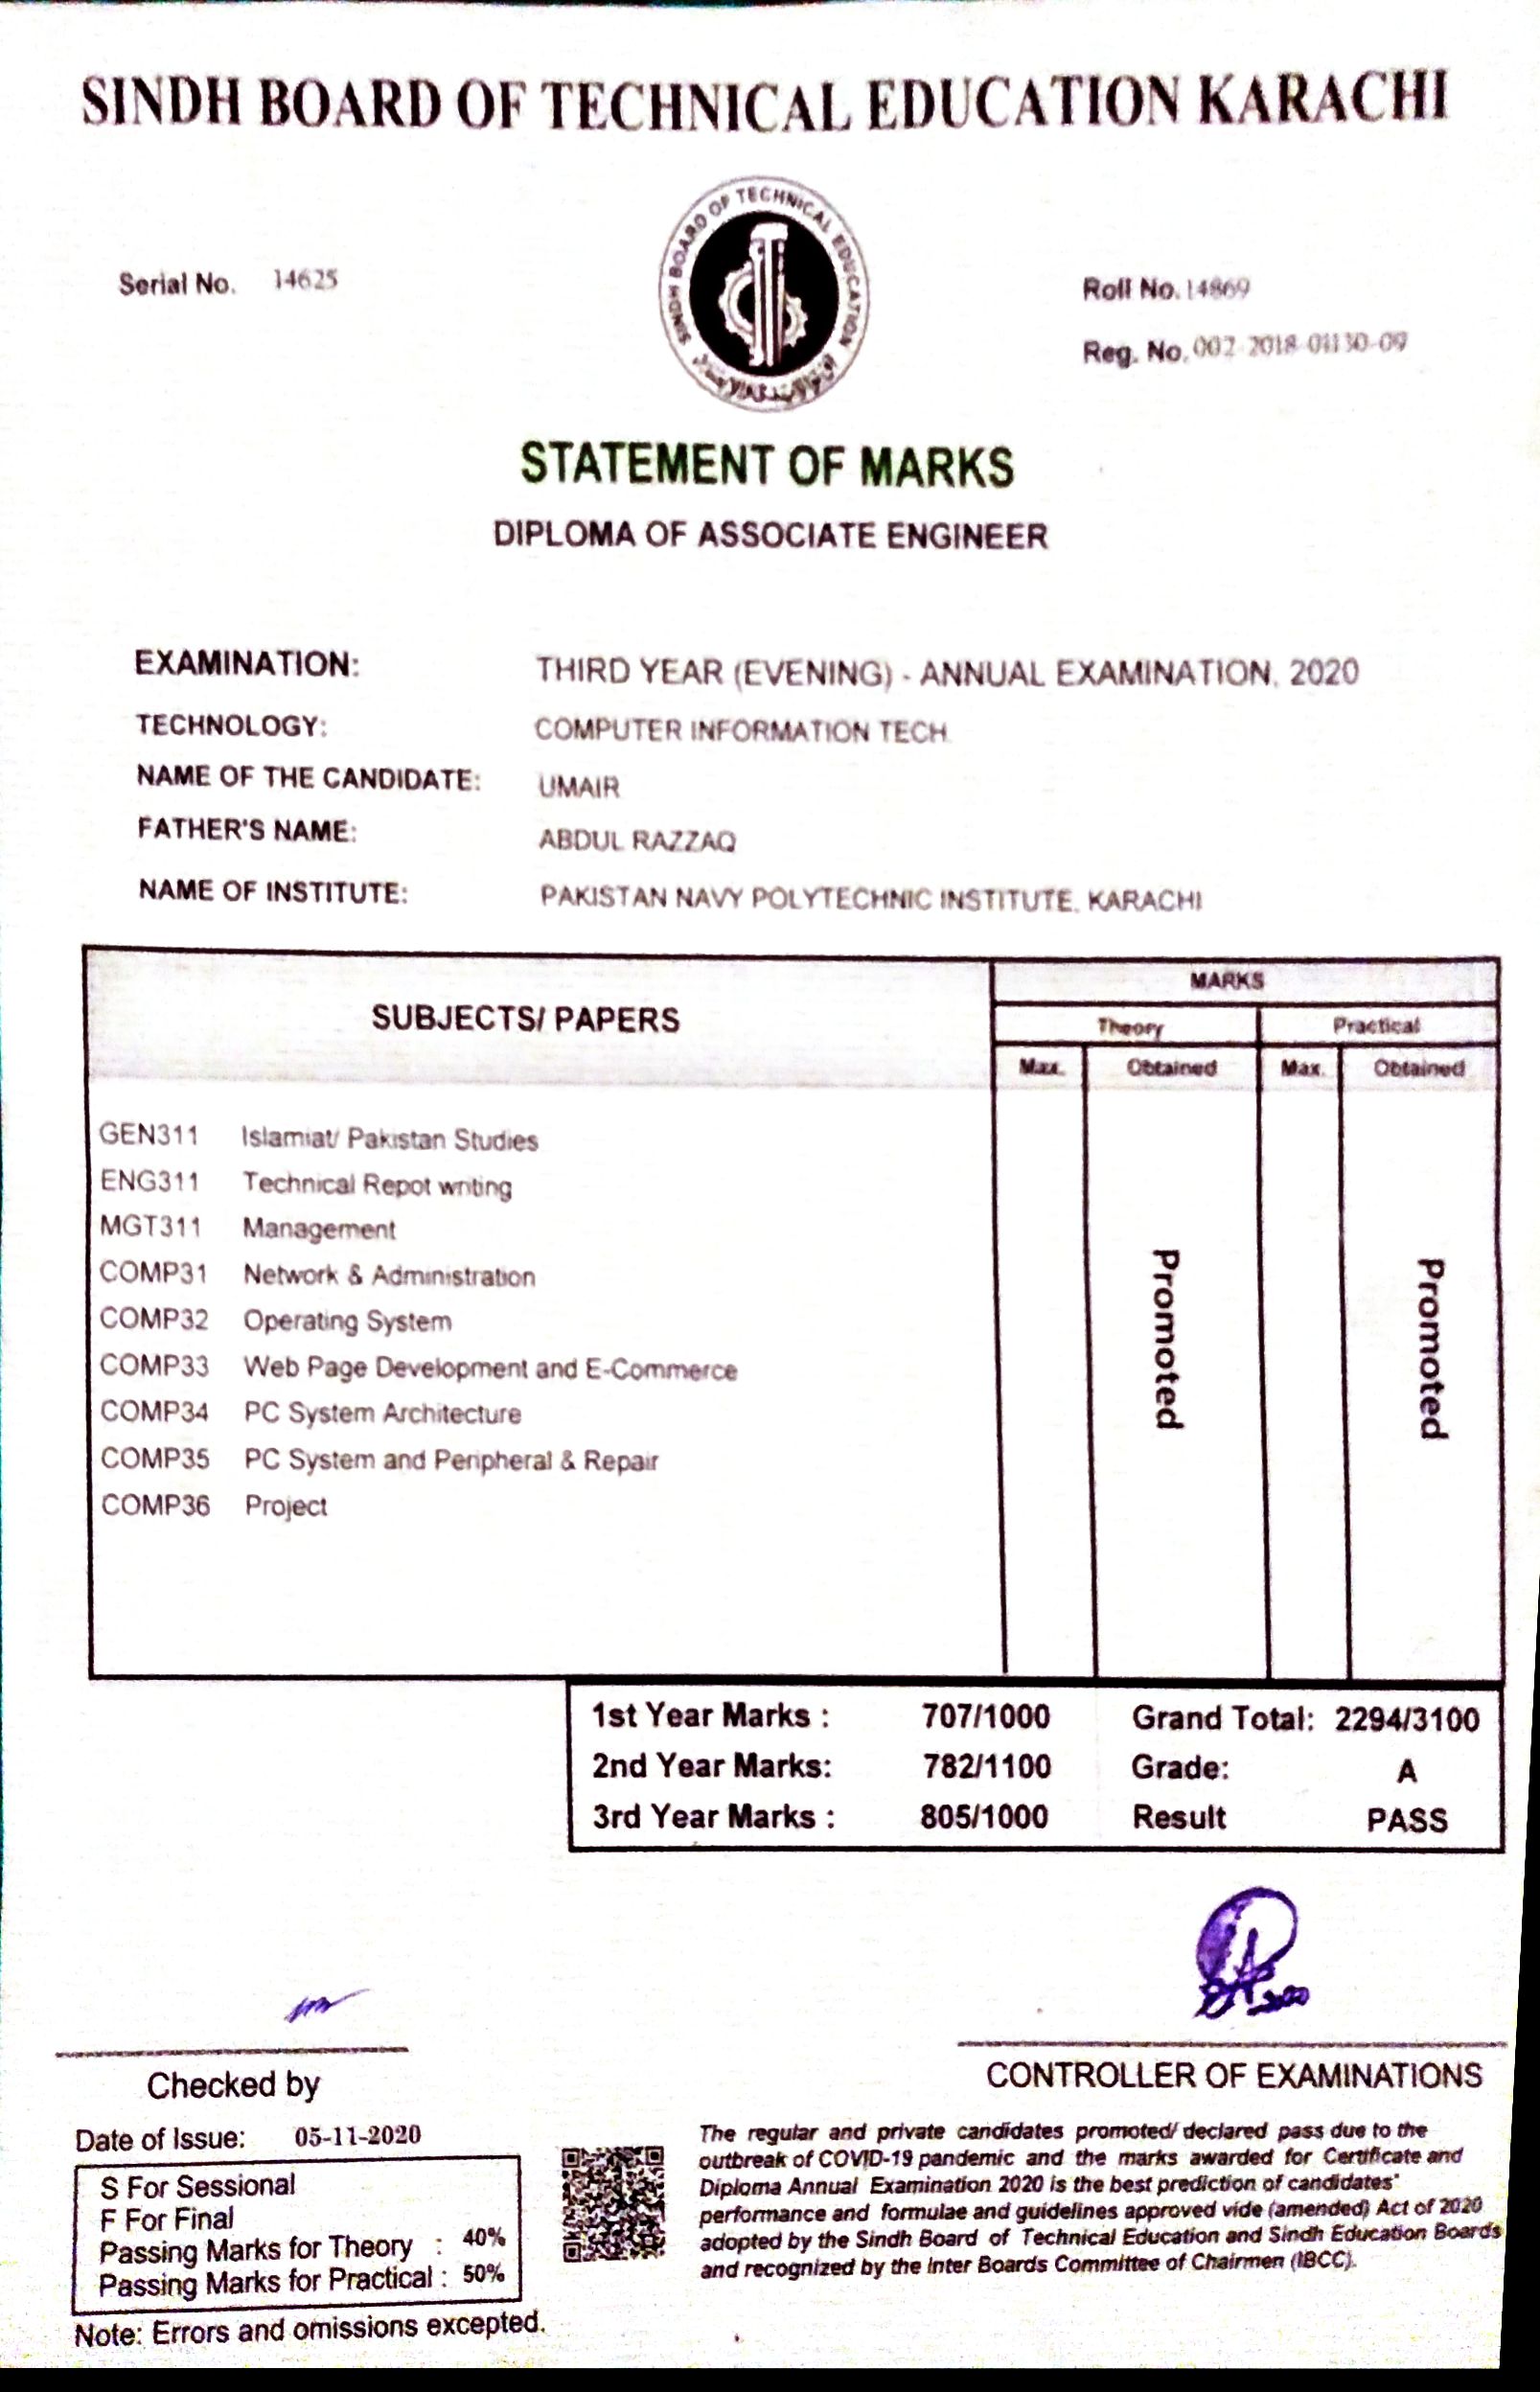 SINDH BOARD OF TECHNICAL EDUCATION KARACHI
SINDH BOARD OF TECHNICAL EDUCATION
Serial No. 14625
Roll No. 14869
Reg. No. 002-2018-01130-09
STATEMENT OF MARKS
DIPLOMA OF ASSOCIATE ENGINEER
EXAMINATION: THIRD YEAR (EVENING) - ANNUAL EXAMINATION, 2020
TECHNOLOGY: COMPUTER INFORMATION TECH.
NAME OF THE CANDIDATE: UMAIR
FATHER'S NAME: ABDUL RAZZAQ
NAME OF INSTITUTE: PAKISTAN NAVY POLYTECHNIC INSTITUTE, KARACHI
SUBJECTS/ PAPERS
MARKS
Theory Practical
Max. Obtained Max. Obtained
GEN311 Islamiat/ Pakistan Studies
ENG311 Technical Repot writing
MGT311 Management
COMP31 Network & Administration
COMP32 Operating System
COMP33 Web Page Development and E-Commerce
COMP34 PC System Architecture
COMP35 PC System and Peripheral & Repair
COMP36 Project
Promoted
Promoted
1st Year Marks : 707/1000 Grand Total: 2294/3100
2nd Year Marks: 782/1100 Grade: A
3rd Year Marks : 805/1000 Result PASS
Checked by
CONTROLLER OF EXAMINATIONS
Date of Issue: 05-11-2020
S For Sessional
F For Final
Passing Marks for Theory : 40%
Passing Marks for Practical : 50%
Note: Errors and omissions excepted.
The regular and private candidates promoted/ declared pass due to the
outbreak of COVID-19 pandemic and the marks awarded for Certificate and
Diploma Annual Examination 2020 is the best prediction of candidates'
performance and formulae and guidelines approved vide (amended) Act of 2020
adopted by the Sindh Board of Technical Education and Sindh Education Boards
and recognized by the Inter Boards Committee of Chairmen (IBCC).